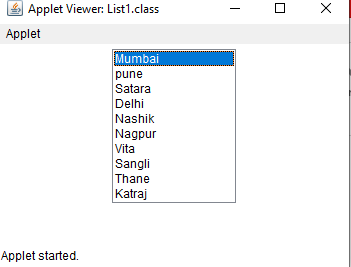 Applet Viewer: List1.class
Applet
Mumbai
pune
Satara
Delhi
Nashik
Nagpur
Vita
Sangli
Thane
Katraj
Applet started.